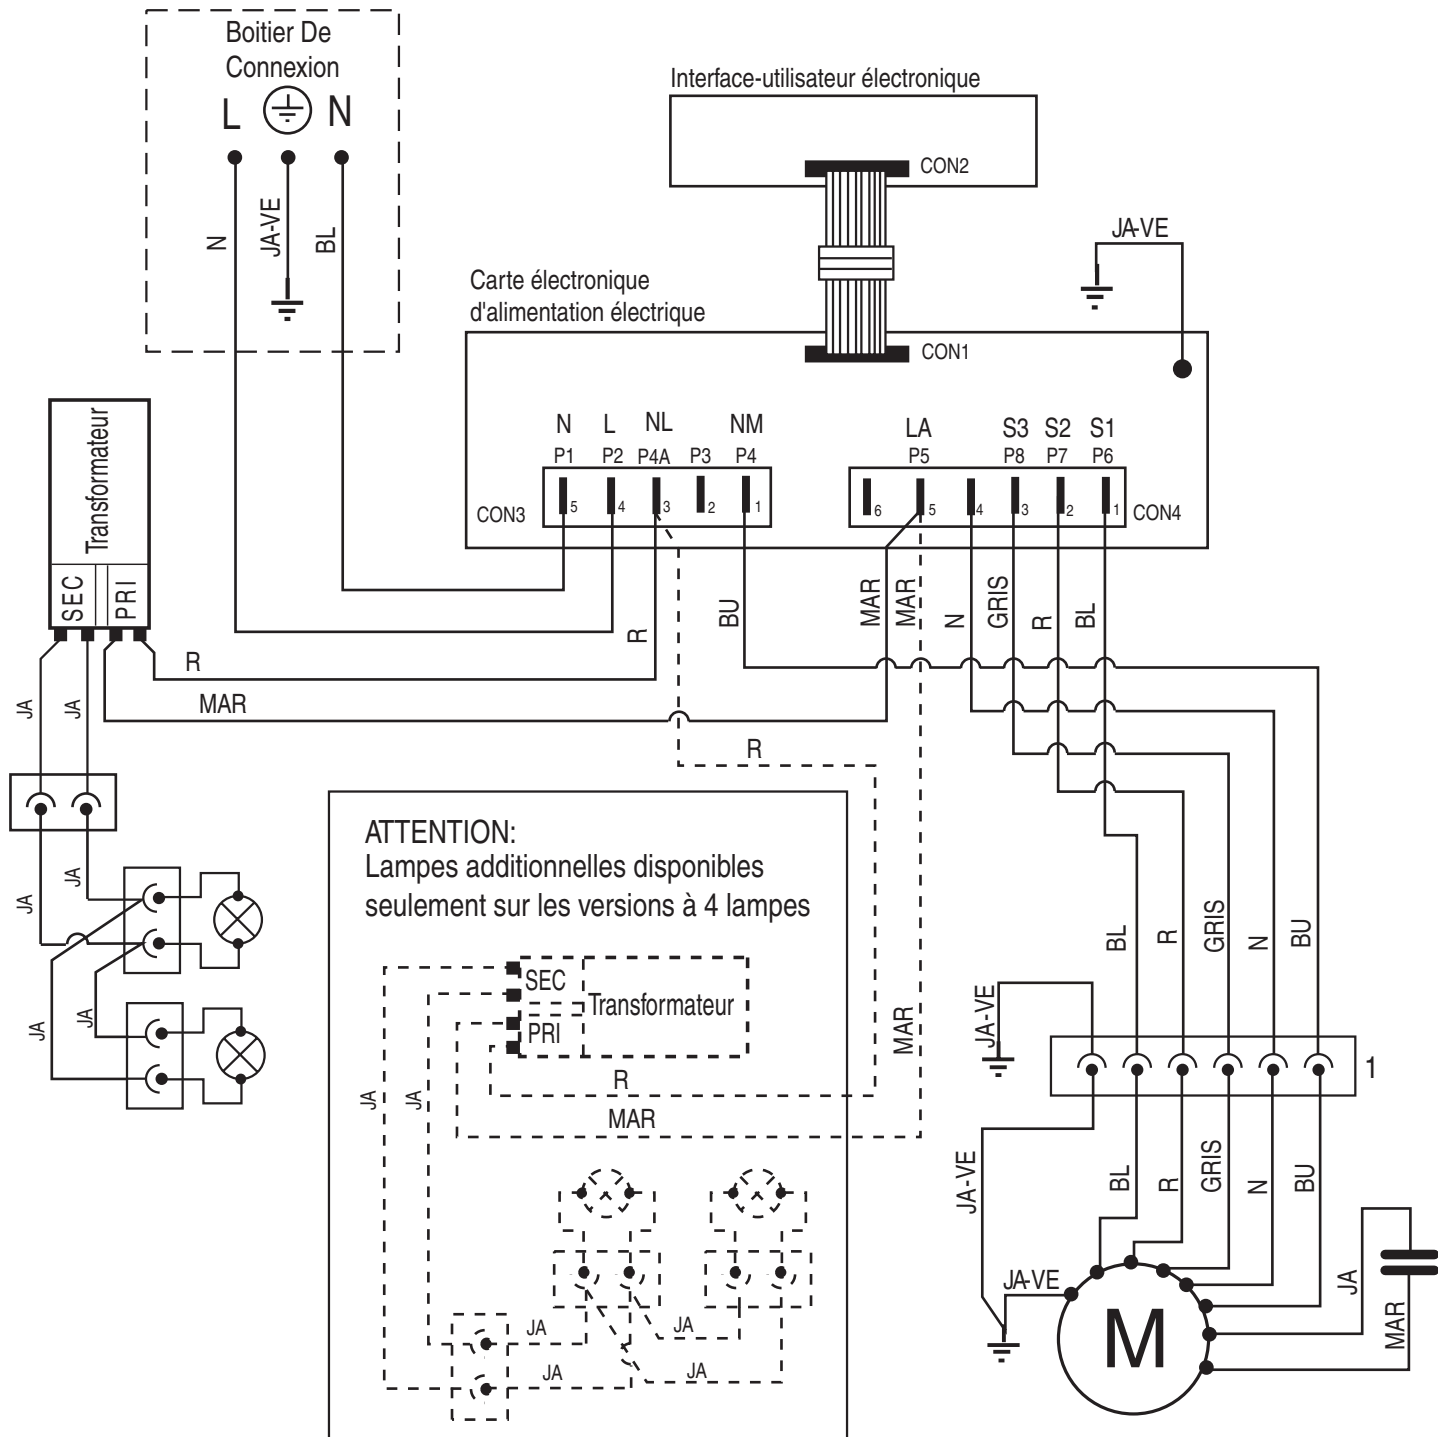 Boitier De
Connexion
L N
N
JA-VE
BL
Interface-utilisateur électronique
CON2
JA-VE
Carte électronique
d'alimentation électrique
CON1
N L NL NM LA S3 S2 S1
P1 P2 P4A P3 P4 P5 P8 P7 P6
CON3 5 4 3 2 1 6 5 4 3 2 1 CON4
Transformateur
SEC
PRI
R
BU
MAR
MAR
N
GRIS
R
BL
R
MAR
JA
JA
R
JA
JA
JA
JA
ATTENTION:
Lampes additionnelles disponibles
seulement sur les versions à 4 lampes
SEC
Transformateur
PRI
R
MAR
JA
JA
MAR
JA
JA
JA
JA
BL
R
GRIS
N
BU
JA-VE
1
JA-VE
BL
R
GRIS
N
BU
JA-VE
M
JA
MAR